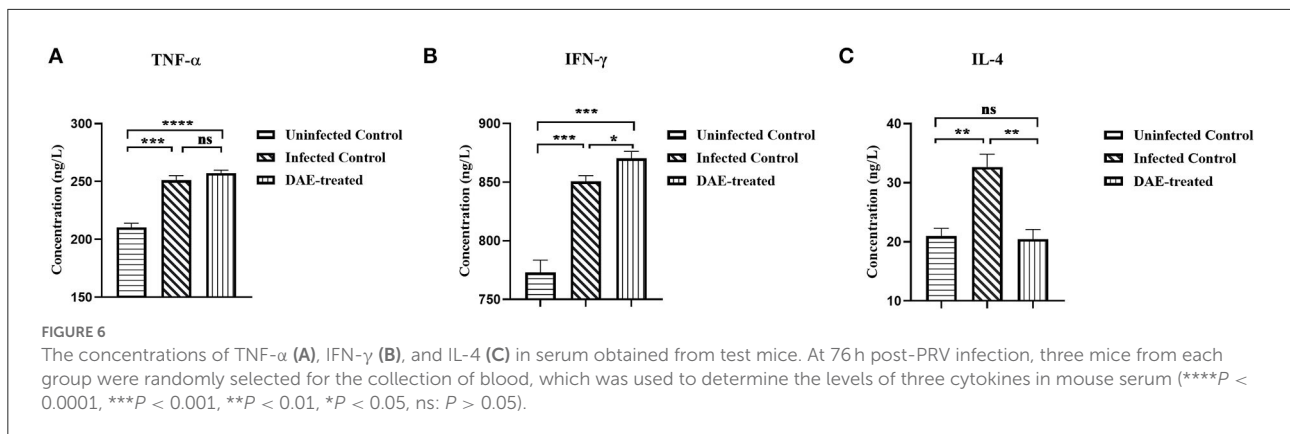 A
TNF-α
Concentration (ng/L)
300
250
200
150
****
***
ns
Uninfected Control
Infected Control
DAE-treated
B
IFN-γ
Concentration (ng/L)
900
850
800
750
***
***
*
Uninfected Control
Infected Control
DAE-treated
C
IL-4
Concentration (ng/L)
40
30
20
10
ns
**
**
Uninfected Control
Infected Control
DAE-treated
FIGURE 6
The concentrations of TNF-α (A), IFN-γ (B), and IL-4 (C) in serum obtained from test mice. At 76 h post-PRV infection, three mice from each
group were randomly selected for the collection of blood, which was used to determine the levels of three cytokines in mouse serum (****P <
0.0001, ***P < 0.001, **P < 0.01, *P < 0.05, ns: P > 0.05).